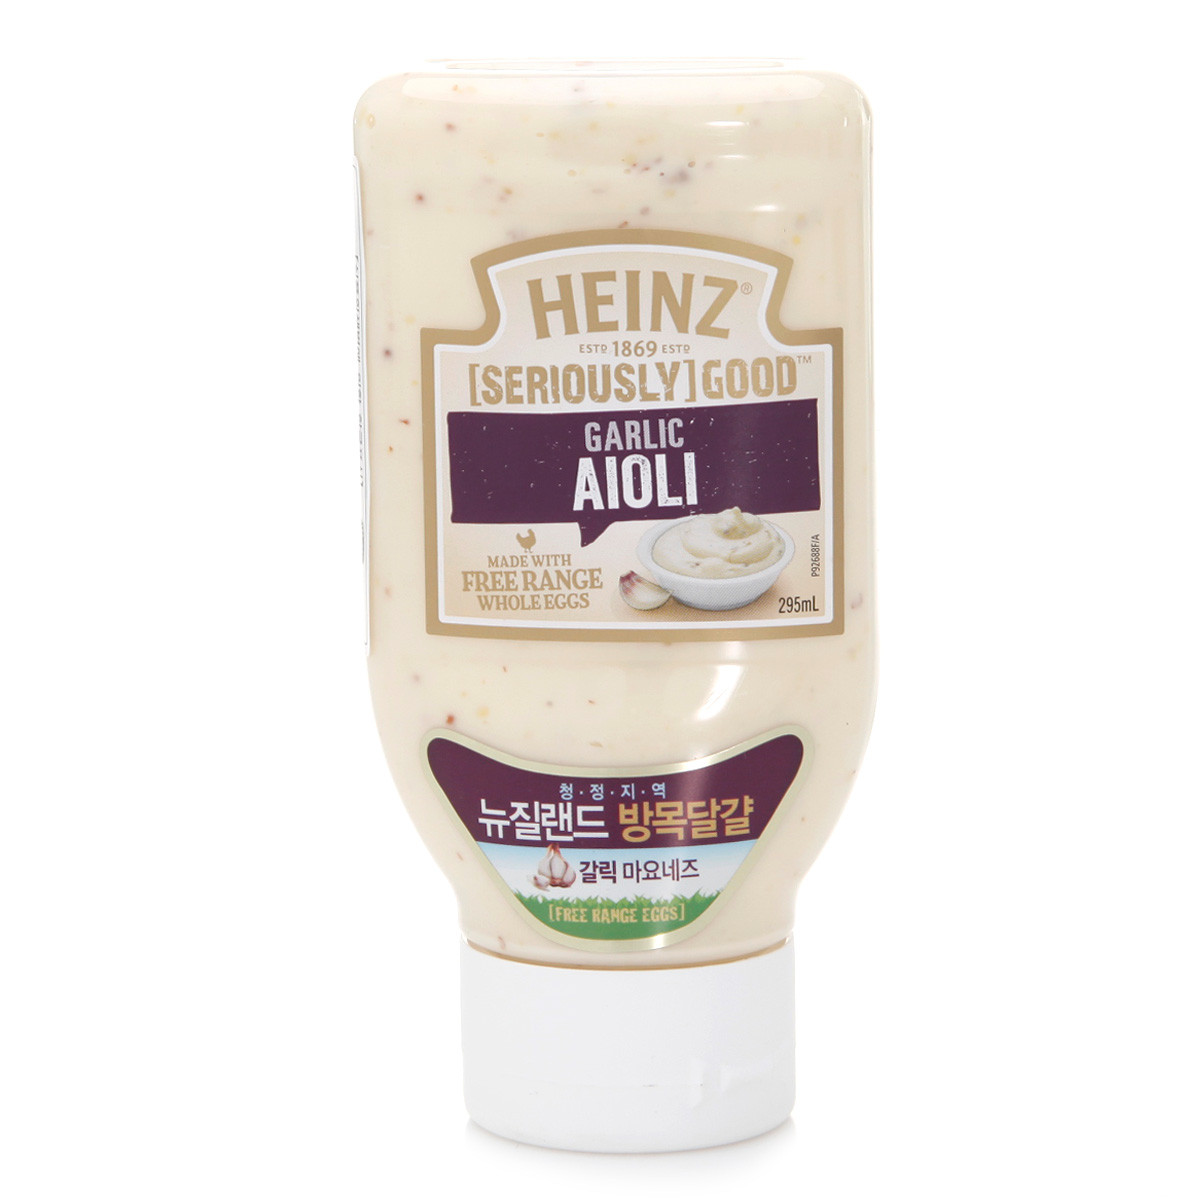 HEINZ®
ESTD 1869 ESTD
[SERIOUSLY] GOOD™
GARLIC
AIOLI
MADE WITH
FREE RANGE
WHOLE EGGS
P92688F/A
295mL
청·정·지·역
뉴질랜드 방목달걀
갈릭 마요네즈
[FREE RANGE EGGS]